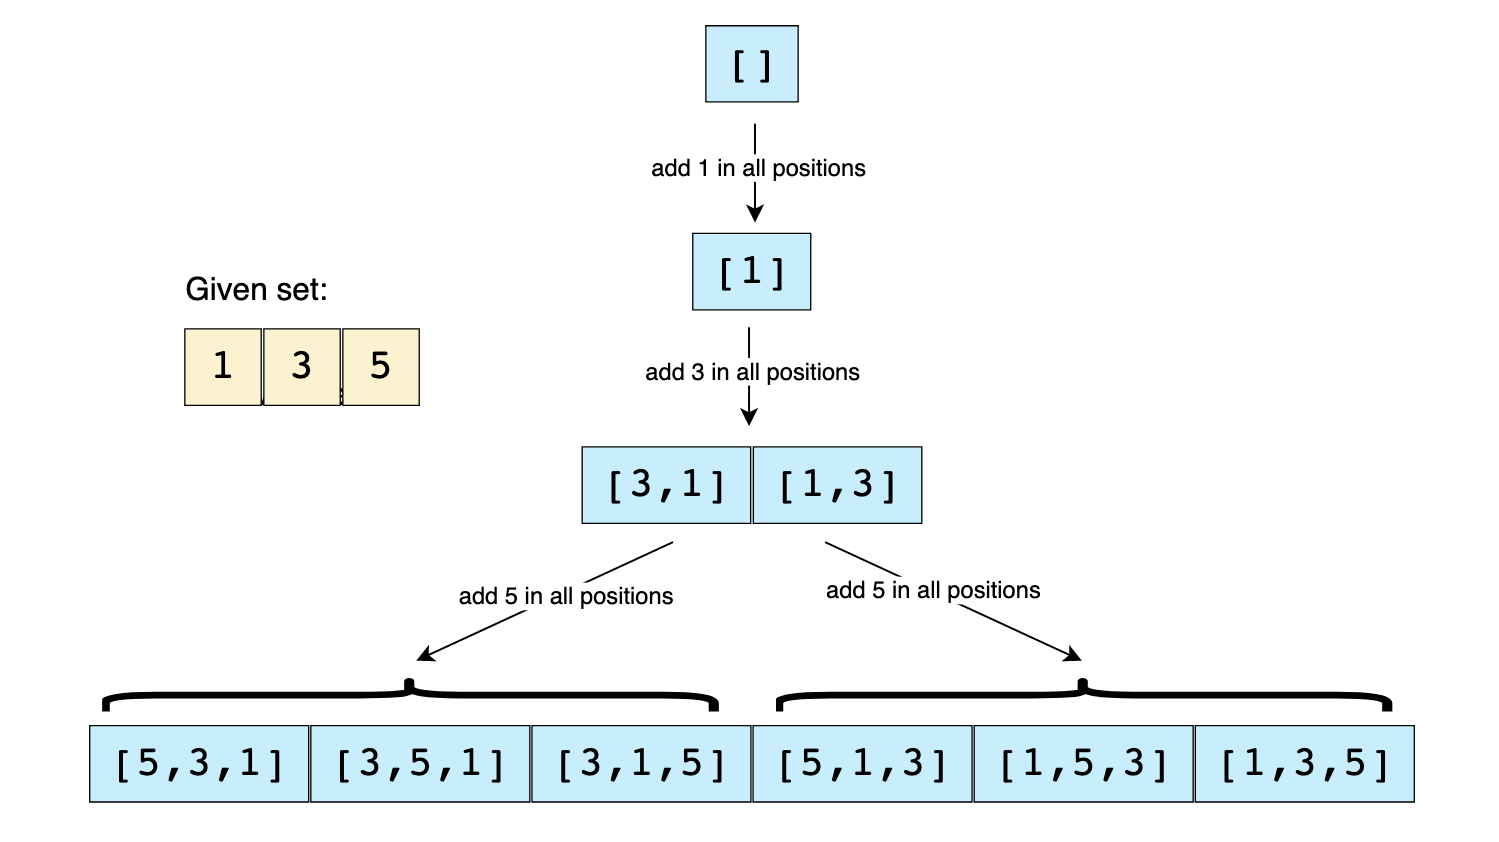 []
add 1 in all positions
[1]
Given set:
1 3 5
add 3 in all positions
[3,1] [1,3]
add 5 in all positions
add 5 in all positions
[5,3,1] [3,5,1] [3,1,5] [5,1,3] [1,5,3] [1,3,5]